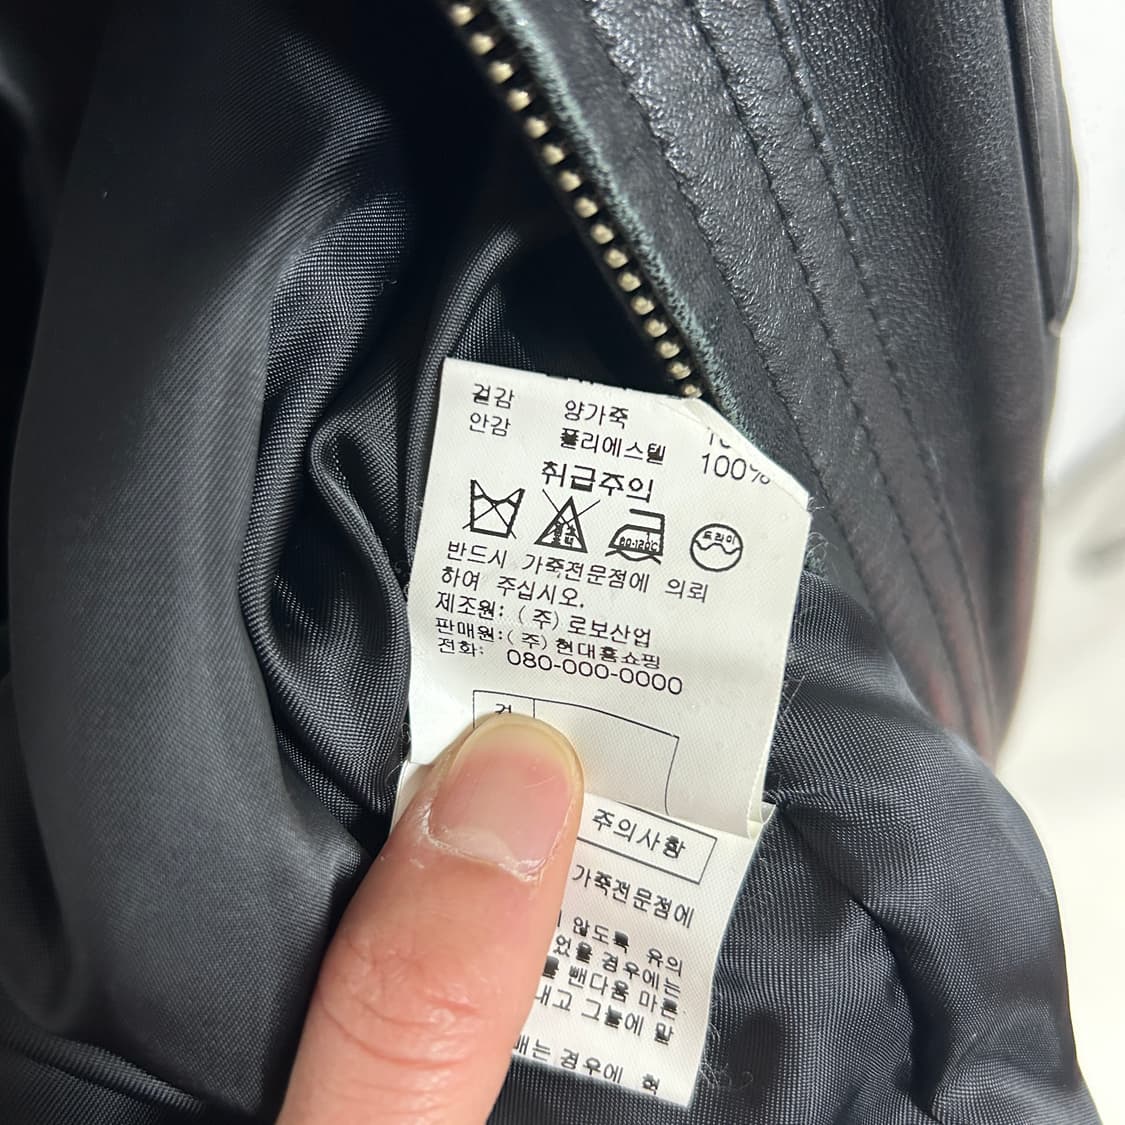 겉감 양가죽
안감 폴리에스텔 100%
취급주의
80-120℃ 드라이
반드시 가죽전문점에 의뢰
하여 주십시오.
제조원: (주)로보산업
판매원:(주)현대홈쇼핑
전화: 080-000-0000
주의사항
가죽전문점에
않도록 유의
었을 경우에는
를 뺀다음 마른
내고 그늘에 말
는 경우에